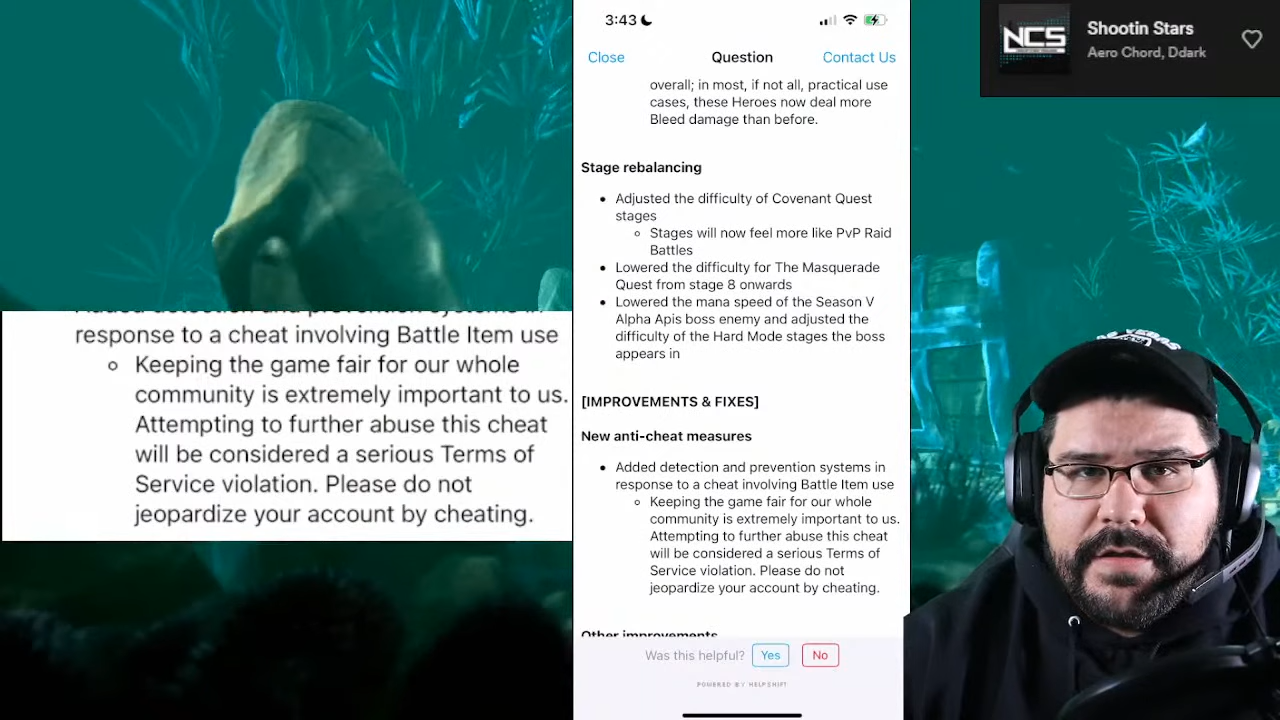 3:43
Close
Question
Contact Us
overall; in most, if not all, practical use
cases, these Heroes now deal more
Bleed damage than before.
Stage rebalancing
• Adjusted the difficulty of Covenant Quest
stages
○ Stages will now feel more like PvP Raid
Battles
• Lowered the difficulty for The Masquerade
Quest from stage 8 onwards
• Lowered the mana speed of the Season V
Alpha Apis boss enemy and adjusted the
difficulty of the Hard Mode stages the boss
appears in
[IMPROVEMENTS & FIXES]
New anti-cheat measures
• Added detection and prevention systems in
response to a cheat involving Battle Item use
○ Keeping the game fair for our whole
community is extremely important to us.
Attempting to further abuse this cheat
will be considered a serious Terms of
Service violation. Please do not
jeopardize your account by cheating.
Other improvements
Was this helpful?
Yes
No
POWERED BY HELPSHIFT
Added detection and prevention systems in
response to a cheat involving Battle Item use
○ Keeping the game fair for our whole
community is extremely important to us.
Attempting to further abuse this cheat
will be considered a serious Terms of
Service violation. Please do not
jeopardize your account by cheating.
NCS
Shootin Stars
Aero Chord, Ddark
VEGAS